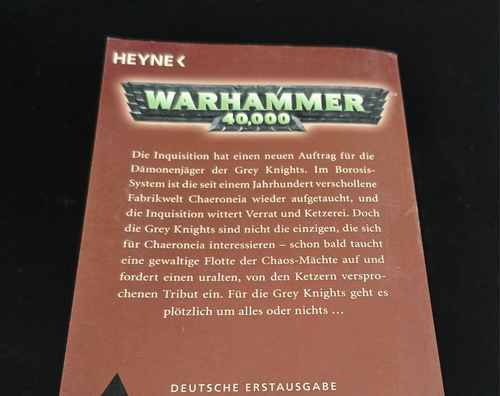 HEYNE<
WARHAMMER
40,000
Die Inquisition hat einen neuen Auftrag für die
Dämonenjäger der Grey Knights. Im Borosis-
System ist die seit einem Jahrhundert verschollene
Fabrikwelt Chaeroneia wieder aufgetaucht, und
die Inquisition wittert Verrat und Ketzerei. Doch
die Grey Knights sind nicht die einzigen, die sich
für Chaeroneia interessieren – schon bald taucht
eine gewaltige Flotte der Chaos-Mächte auf und
fordert einen uralten, von den Ketzern verspro-
chenen Tribut ein. Für die Grey Knights geht es
plötzlich um alles oder nichts ...
DEUTSCHE ERSTAUSGABE